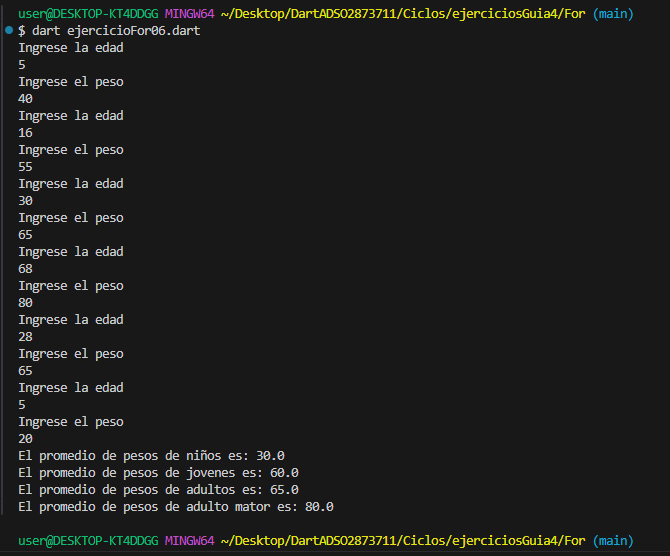 user@DESKTOP-KT4DDGG MINGW64 ~/Desktop/DartADSO2873711/Ciclos/ejerciciosGuia4/For (main)
$ dart ejercicioFor06.dart
Ingrese la edad
5
Ingrese el peso
40
Ingrese la edad
16
Ingrese el peso
55
Ingrese la edad
30
Ingrese el peso
65
Ingrese la edad
68
Ingrese el peso
80
Ingrese la edad
28
Ingrese el peso
65
Ingrese la edad
5
Ingrese el peso
20
El promedio de pesos de niños es: 30.0
El promedio de pesos de jovenes es: 60.0
El promedio de pesos de adultos es: 65.0
El promedio de pesos de adulto mator es: 80.0
user@DESKTOP-KT4DDGG MINGW64 ~/Desktop/DartADSO2873711/Ciclos/ejerciciosGuia4/For (main)